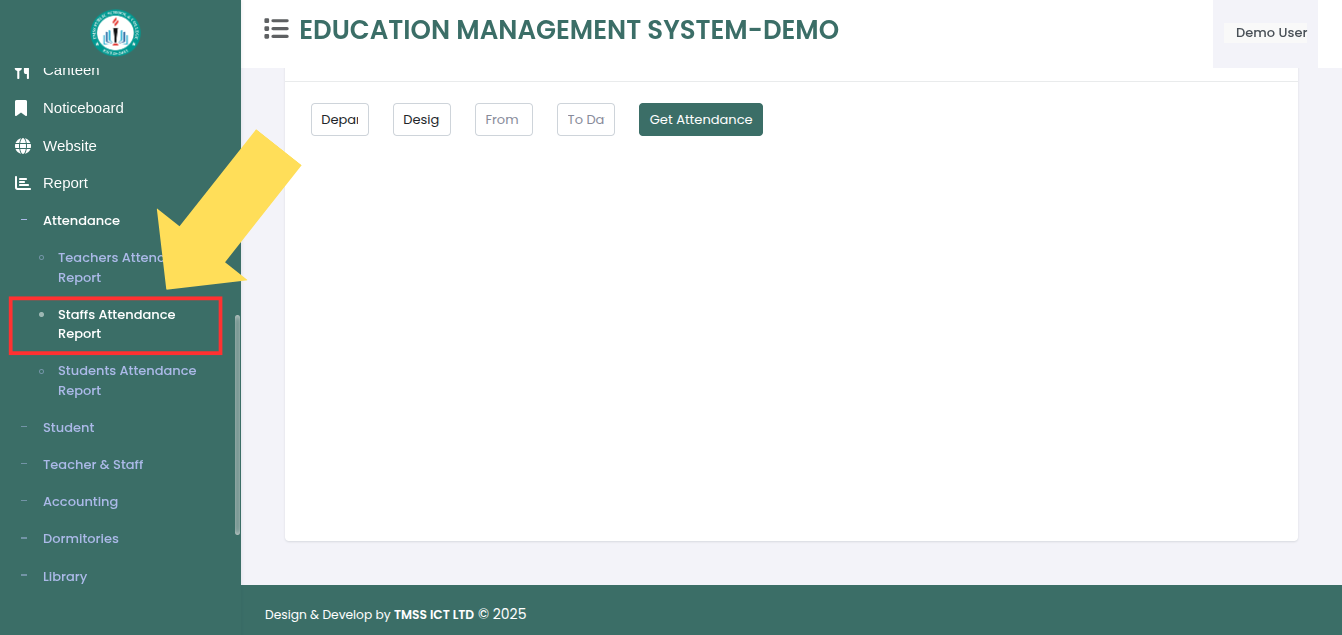 EDUCATION MANAGEMENT SYSTEM-DEMO
Demo User
Canteen
Noticeboard
Website
Report
Attendance
Teachers Attend
Report
Staffs Attendance
Report
Students Attendance
Report
Student
Teacher & Staff
Accounting
Dormitories
Library
Depar
Desig
From
To Da
Get Attendance
Design & Develop by TMSS ICT LTD © 2025